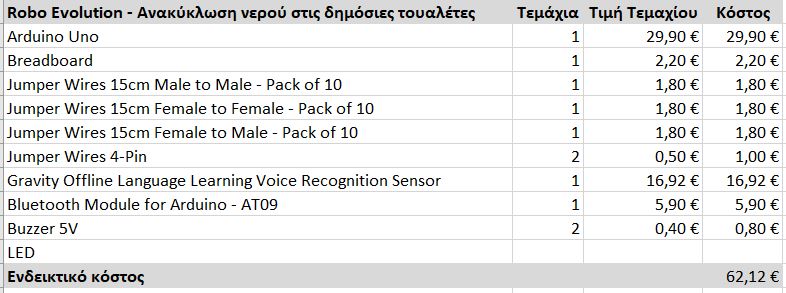 Robo Evolution - Ανακύκλωση νερού στις δημόσιες τουαλέτες Τεμάχια Τιμή Τεμαχίου Κόστος
Arduino Uno 1 29,90 € 29,90 €
Breadboard 1 2,20 € 2,20 €
Jumper Wires 15cm Male to Male - Pack of 10 1 1,80 € 1,80 €
Jumper Wires 15cm Female to Female - Pack of 10 1 1,80 € 1,80 €
Jumper Wires 15cm Female to Male - Pack of 10 1 1,80 € 1,80 €
Jumper Wires 4-Pin 2 0,50 € 1,00 €
Gravity Offline Language Learning Voice Recognition Sensor 1 16,92 € 16,92 €
Bluetooth Module for Arduino - AT09 1 5,90 € 5,90 €
Buzzer 5V 2 0,40 € 0,80 €
LED
Ενδεικτικό κόστος 62,12 €